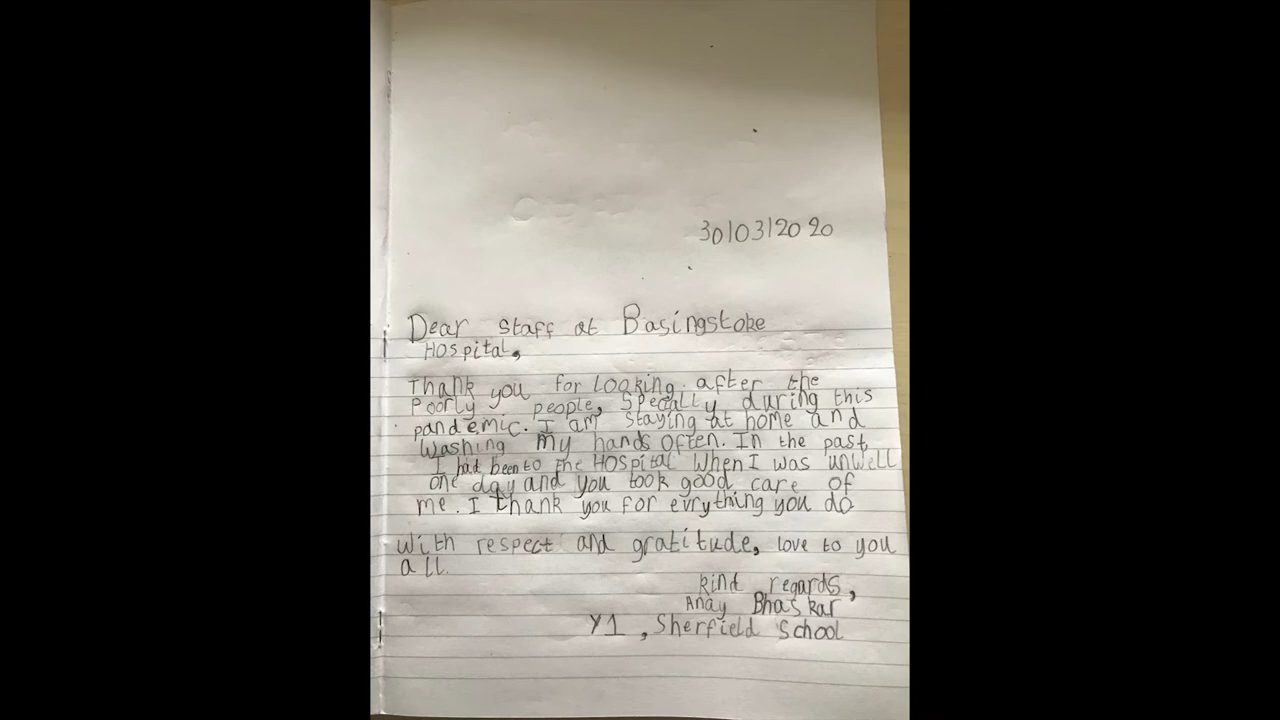 30/03/2020
Dear Staff at Basingstoke
Hospital,
Thank you for looking after the
Poorly people, Specally during this
pandemic. I am staying at home and
washing my hands often. In the past
I had been to the Hospital when I was unwell
one day and you took good care of
me. I thank you for evrything you do
with respect and gratitude, love to you
all.
kind regards,
Anay Bhaskar
Y1, Sherfield School